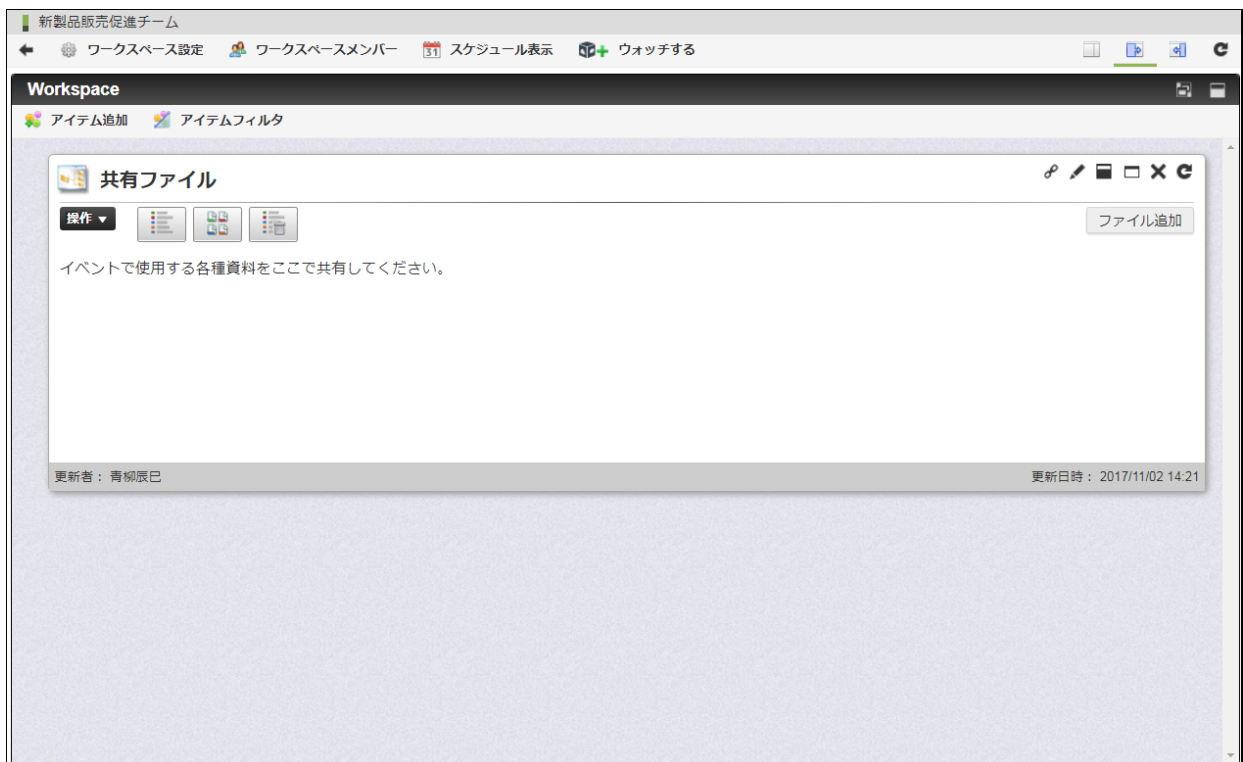 新製品販売促進チーム
ワークスペース設定 ワークスペースメンバー 31 スケジュール表示 ウォッチする
Workspace
アイテム追加 アイテムフィルタ
共有ファイル
操作 ▼ ファイル追加
イベントで使用する各種資料をここで共有してください。
更新者： 青柳辰巳 更新日時： 2017/11/02 14:21